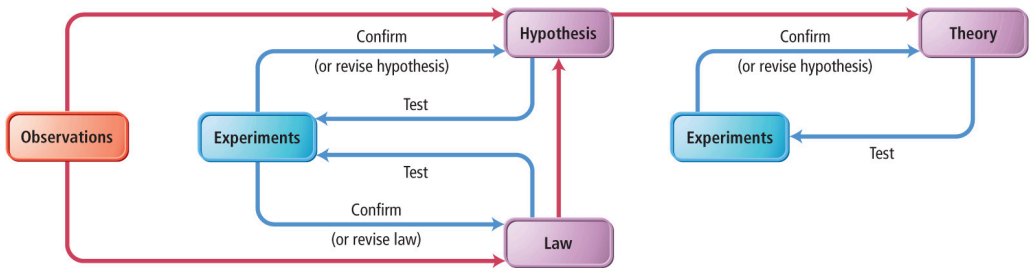 Hypothesis
Theory
Confirm
(or revise hypothesis)
Confirm
(or revise hypothesis)
Test
Observations
Experiments
Experiments
Test
Test
Confirm
(or revise law)
Law